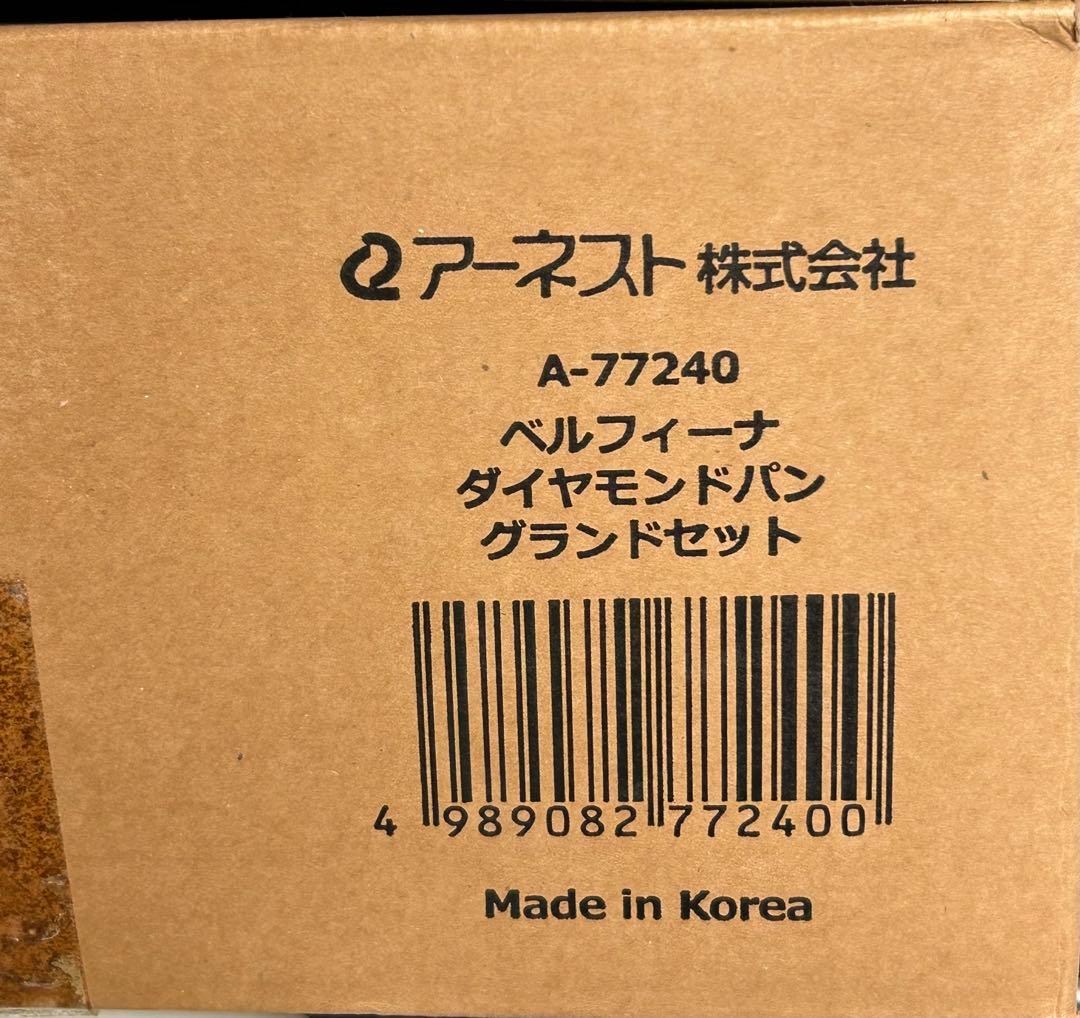 アーネスト 株式会社
A-77240
ベルフィーナ
ダイヤモンドパン
グランドセット
4 989082 772400
Made in Korea